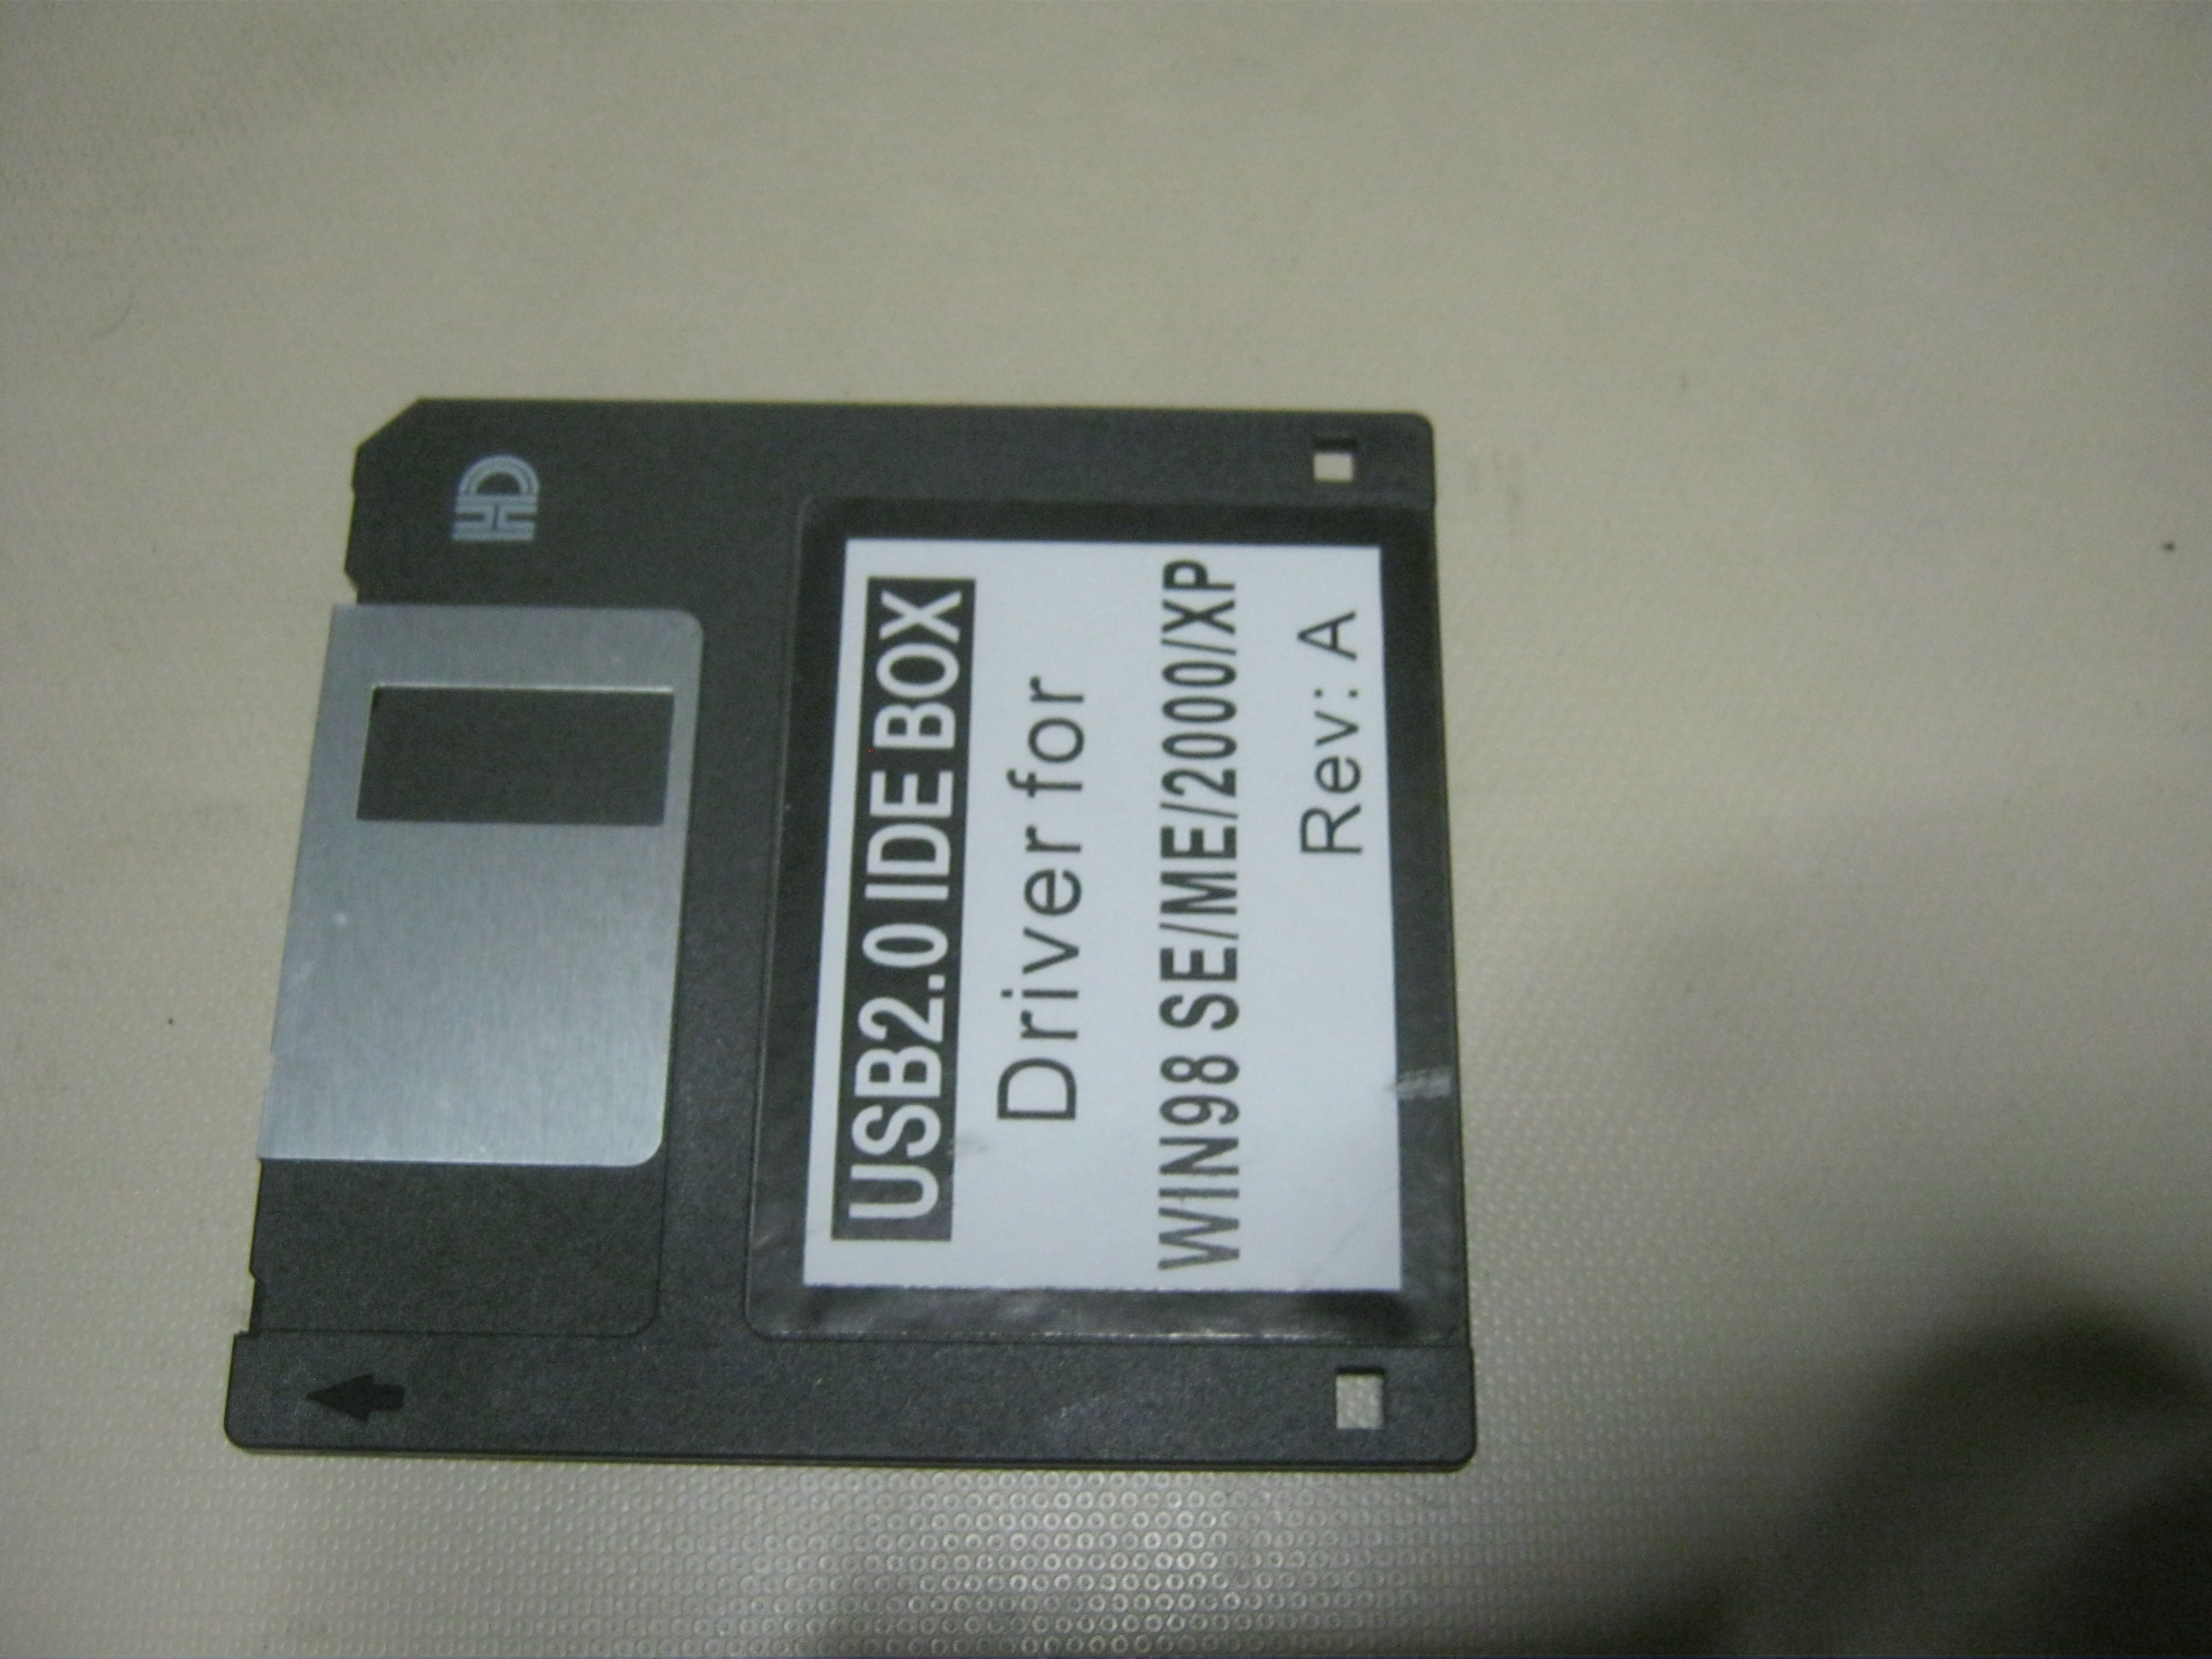 HD
USB2.0 IDE BOX
Driver for
WIN98 SE/ME/2000/XP
Rev: A